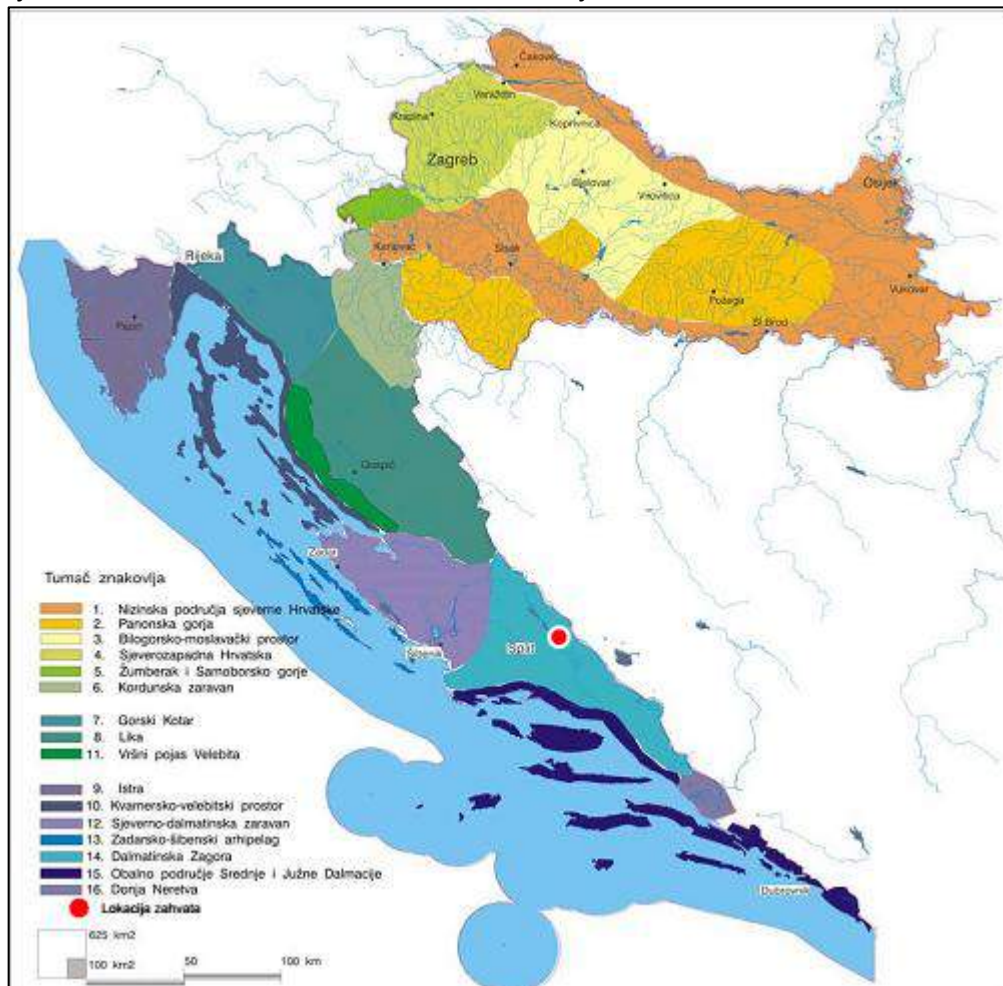 Čakovec
Varaždin
Krapina
Koprivnica
Zagreb
Bjelovar
Virovitica
Osijek
Rijeka
Karlovac
Sisak
Požega
Vukovar
Sl Brod
Pazin
Gospić
Zadar
Šibenik
Split
Dubrovnik
Tumač znakovlja
1. Nizinska područja sjeverne Hrvatske
2. Panonska gorja
3. Bilogorsko-moslavački prostor
4. Sjeverozapadna Hrvatska
5. Žumberak i Samoborsko gorje
6. Kordunska zaravan
7. Gorski Kotar
8. Lika
11. Vršni pojas Velebita
9. Istra
10. Kvarnersko-velebitski prostor
12. Sjeverno-dalmatinska zaravan
13. Zadarsko-šibenski arhipelag
14. Dalmatinska Zagora
15. Obalno područje Srednje i Južne Dalmacije
16. Donja Neretva
Lokacija zahvata
625 km2
100 km2
50
100 km